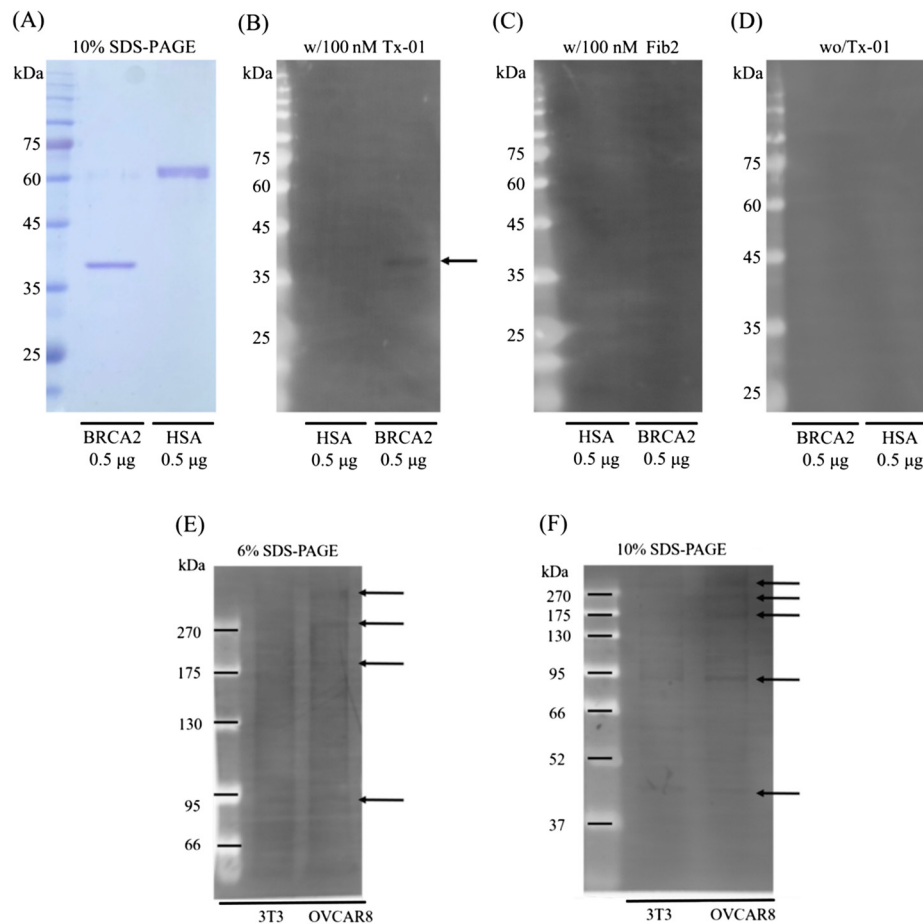 (A)
10% SDS-PAGE
kDa
75
60
45
35
25
BRCA2 HSA
0.5 µg 0.5 µg
(B)
w/100 nM Tx-01
kDa
75
60
45
35
25
HSA BRCA2
0.5 µg 0.5 µg
(C)
w/100 nM Fib2
kDa
75
60
45
35
25
HSA BRCA2
0.5 µg 0.5 µg
(D)
wo/Tx-01
kDa
75
60
45
35
25
BRCA2 HSA
0.5 µg 0.5 µg
(E)
6% SDS-PAGE
kDa
270
175
130
95
66
3T3 OVCAR8
(F)
10% SDS-PAGE
kDa
270
175
130
95
66
52
37
3T3 OVCAR8